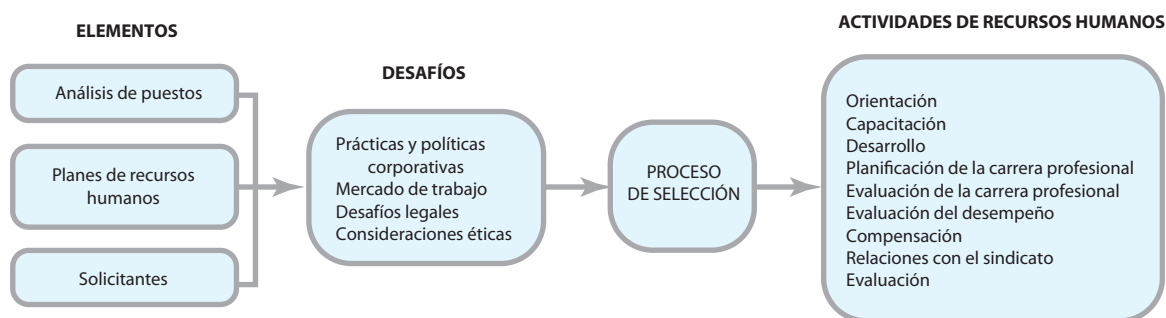 ELEMENTOS
Análisis de puestos
Planes de recursos
humanos
Solicitantes
DESAFÍOS
Prácticas y políticas
corporativas
Mercado de trabajo
Desafíos legales
Consideraciones éticas
PROCESO
DE SELECCIÓN
ACTIVIDADES DE RECURSOS HUMANOS
Orientación
Capacitación
Desarrollo
Planificación de la carrera profesional
Evaluación de la carrera profesional
Evaluación del desempeño
Compensación
Relaciones con el sindicato
Evaluación